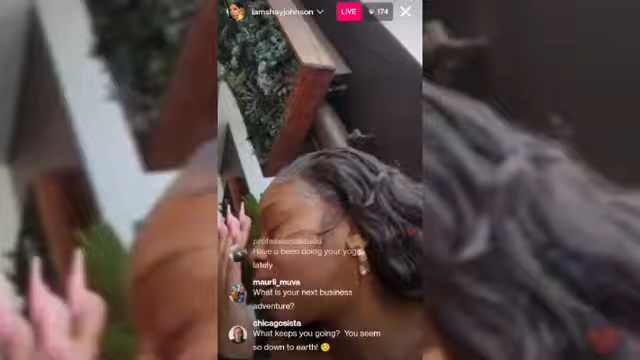 iamshayjohnson
LIVE
174
Have u been doing your yoga
lately
maurli_muva
What is your next business
adventure?
chicagosista
What keeps you going? You seem
so down to earth! 😌